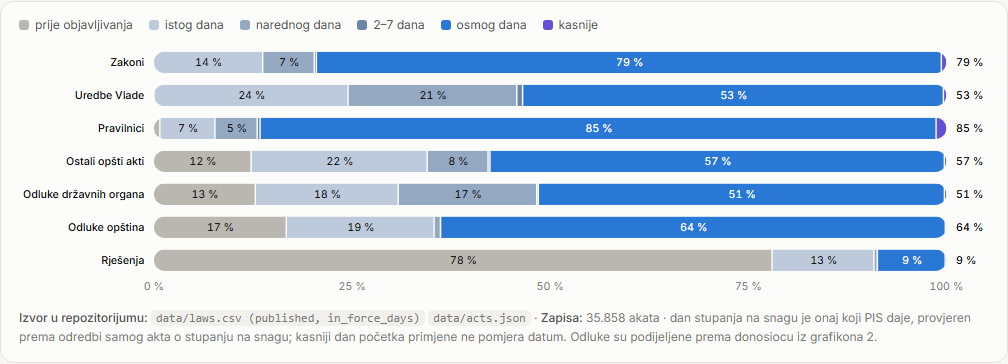 prije objavljivanja istog dana narednog dana 2–7 dana osmog dana kasnije
Zakoni 14 % 7 % 79 % 79 %
Uredbe Vlade 24 % 21 % 53 % 53 %
Pravilnici 7 % 5 % 85 % 85 %
Ostali opšti akti 12 % 22 % 8 % 57 % 57 %
Odluke državnih organa 13 % 18 % 17 % 51 % 51 %
Odluke opština 17 % 19 % 64 % 64 %
Rješenja 78 % 13 % 9 % 9 %
0 % 25 % 50 % 75 % 100 %
Izvor u repozitorijumu: data/laws.csv (published, in_force_days) data/acts.json · Zapisa: 35.858 akata · dan stupanja na snagu je onaj koji PIS daje, provjeren
prema odredbi samog akta o stupanju na snagu; kasniji dan početka primjene ne pomjera datum. Odluke su podijeljene prema donosiocu iz grafikona 2.